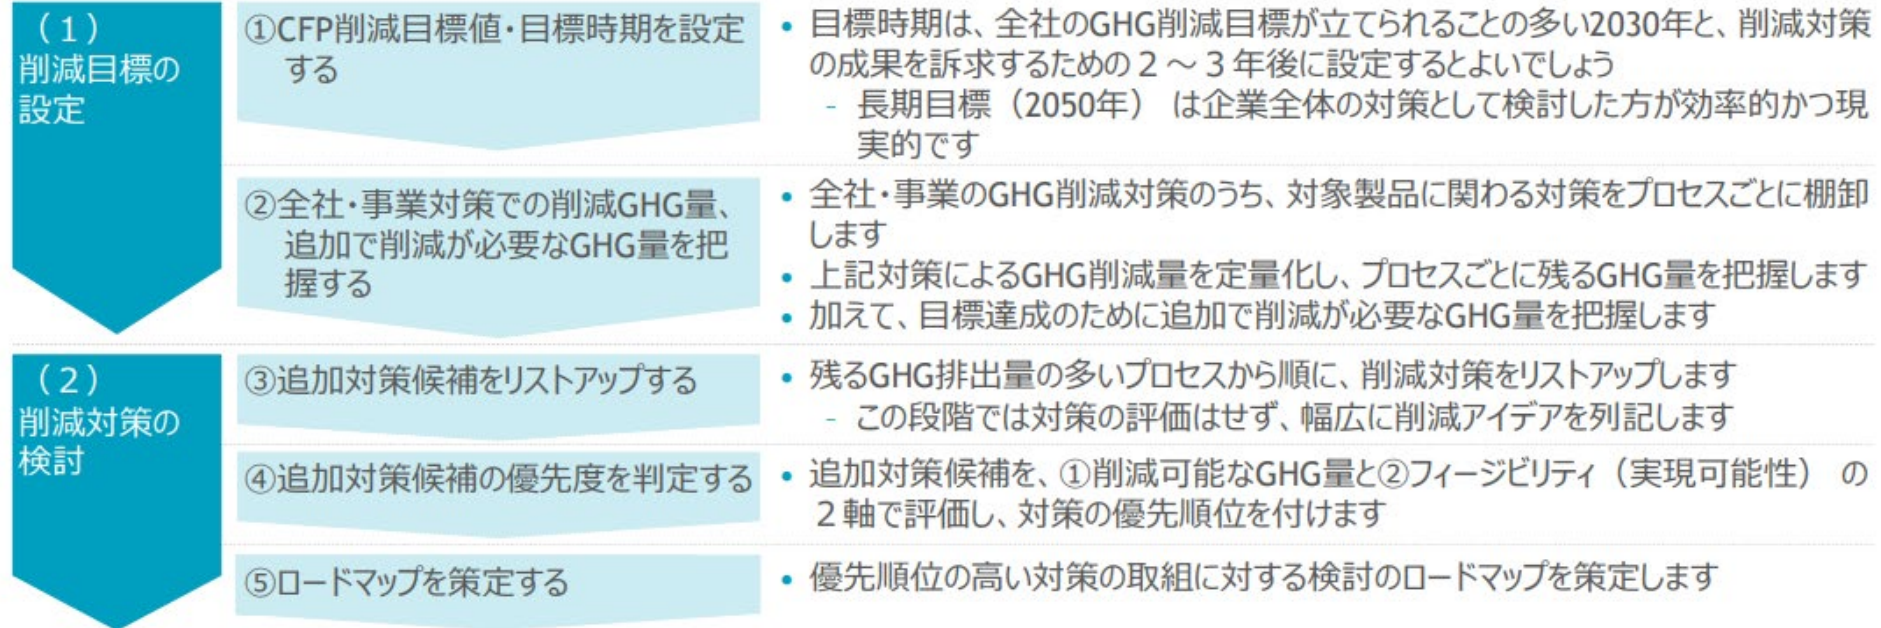 （１）
削減目標の
設定
①CFP削減目標値・目標時期を設定
する
• 目標時期は、全社のGHG削減目標が立てられることの多い2030年と、削減対策
の成果を訴求するための２～３年後に設定するとよいでしょう
- 長期目標（2050年） は企業全体の対策として検討した方が効率的かつ現
実的です
②全社・事業対策での削減GHG量、
追加で削減が必要なGHG量を把
握する
• 全社・事業のGHG削減対策のうち、対象製品に関わる対策をプロセスごとに棚卸
します
• 上記対策によるGHG削減量を定量化し、プロセスごとに残るGHG量を把握します
• 加えて、目標達成のために追加で削減が必要なGHG量を把握します
（２）
削減対策の
検討
③追加対策候補をリストアップする
• 残るGHG排出量の多いプロセスから順に、削減対策をリストアップします
- この段階では対策の評価はせず、幅広に削減アイデアを列記します
④追加対策候補の優先度を判定する
• 追加対策候補を、①削減可能なGHG量と②フィージビリティ（実現可能性） の
２軸で評価し、対策の優先順位を付けます
⑤ロードマップを策定する
• 優先順位の高い対策の取組に対する検討のロードマップを策定します